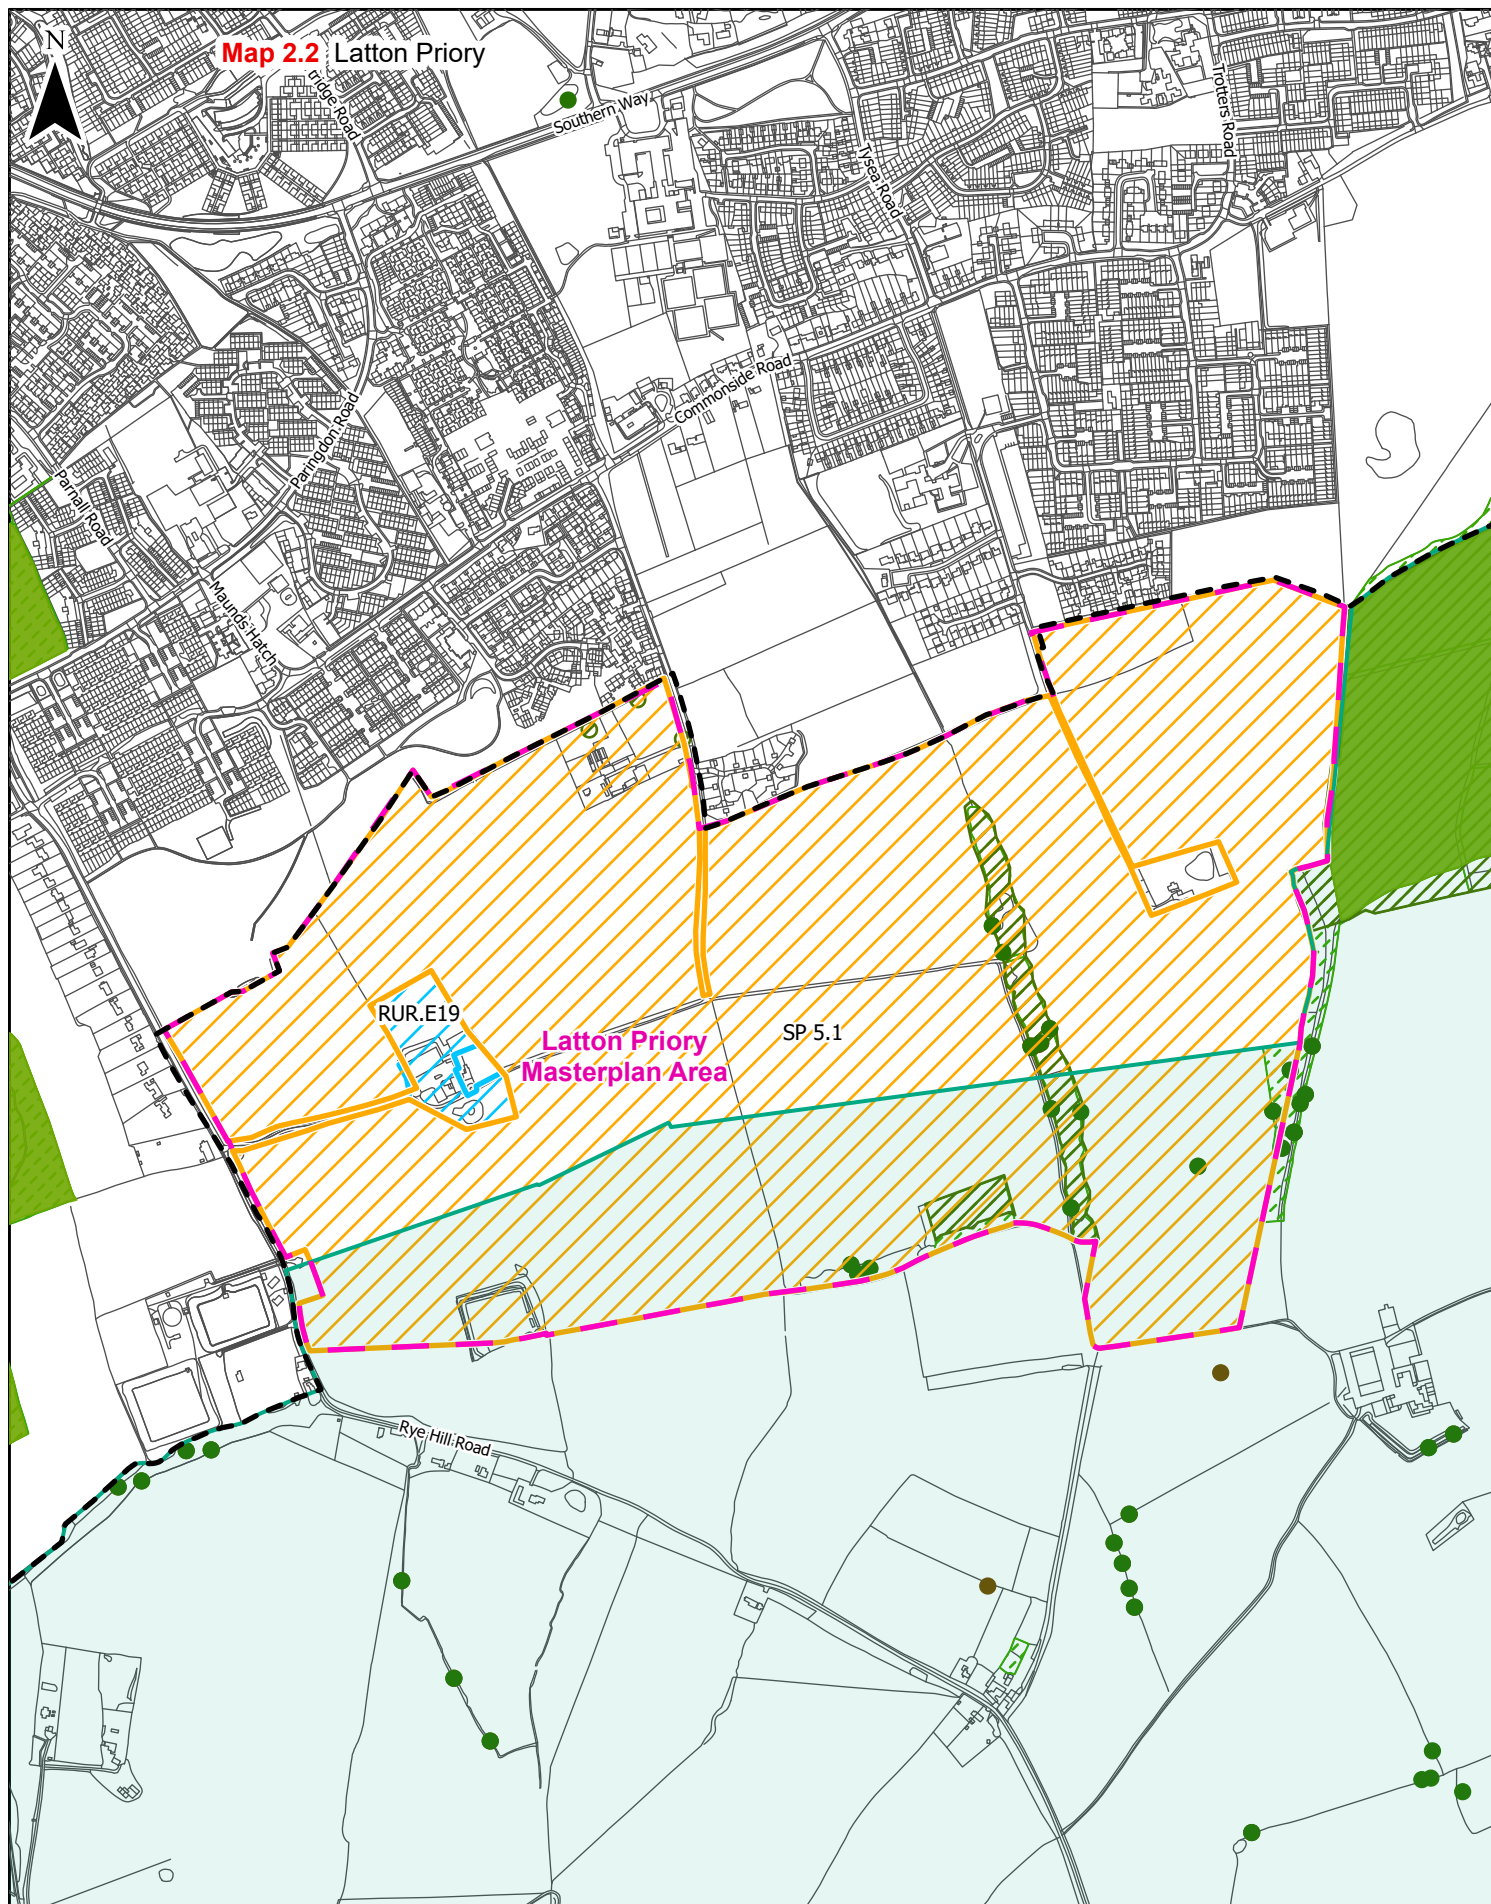 N
Map 2.2 Latton Priory
tridge Road
Southern Way
Trotters Road
Tysea Road
Commonside Road
Paringdon Road
Parnall Road
Maunds Hatch
RUR.E19
SP 5.1
Latton Priory
Masterplan Area
Rye Hill Road